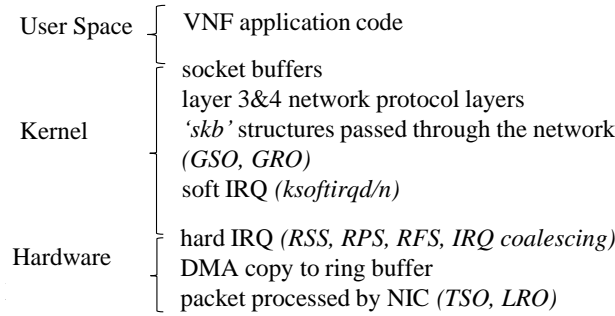 User Space
VNF application code
Kernel
socket buffers
layer 3&4 network protocol layers
‘skb’ structures passed through the network
(GSO, GRO)
soft IRQ (ksoftirqd/n)
Hardware
hard IRQ (RSS, RPS, RFS, IRQ coalescing)
DMA copy to ring buffer
packet processed by NIC (TSO, LRO)